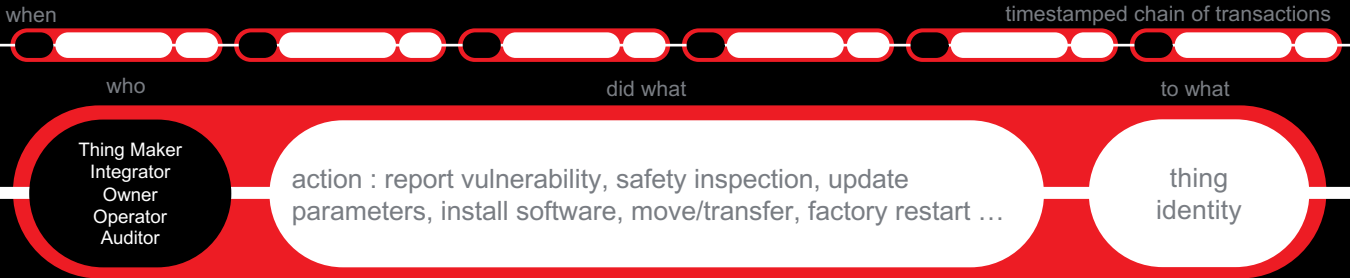 when
timestamped chain of transactions
who
did what
to what
Thing Maker
Integrator
Owner
Operator
Auditor
action : report vulnerability, safety inspection, update
parameters, install software, move/transfer, factory restart …
thing
identity